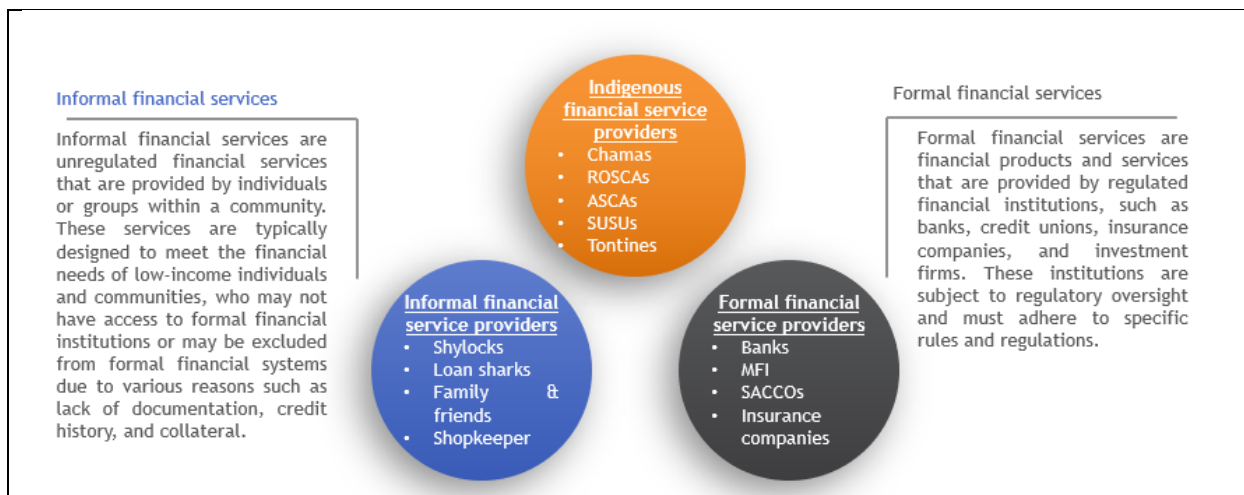 Informal financial services
Informal financial services are
unregulated financial services
that are provided by individuals
or groups within a community.
These services are typically
designed to meet the financial
needs of low-income individuals
and communities, who may not
have access to formal financial
institutions or may be excluded
from formal financial systems
due to various reasons such as
lack of documentation, credit
history, and collateral.
Indigenous
financial service
providers
• Chamas
• ROSCAs
• ASCAs
• SUSUs
• Tontines
Informal financial
service providers
• Shylocks
• Loan sharks
• Family &
friends
• Shopkeeper
Formal financial
service providers
• Banks
• MFI
• SACCOs
• Insurance
companies
Formal financial services
Formal financial services are
financial products and services
that are provided by regulated
financial institutions, such as
banks, credit unions, insurance
companies, and investment
firms. These institutions are
subject to regulatory oversight
and must adhere to specific
rules and regulations.